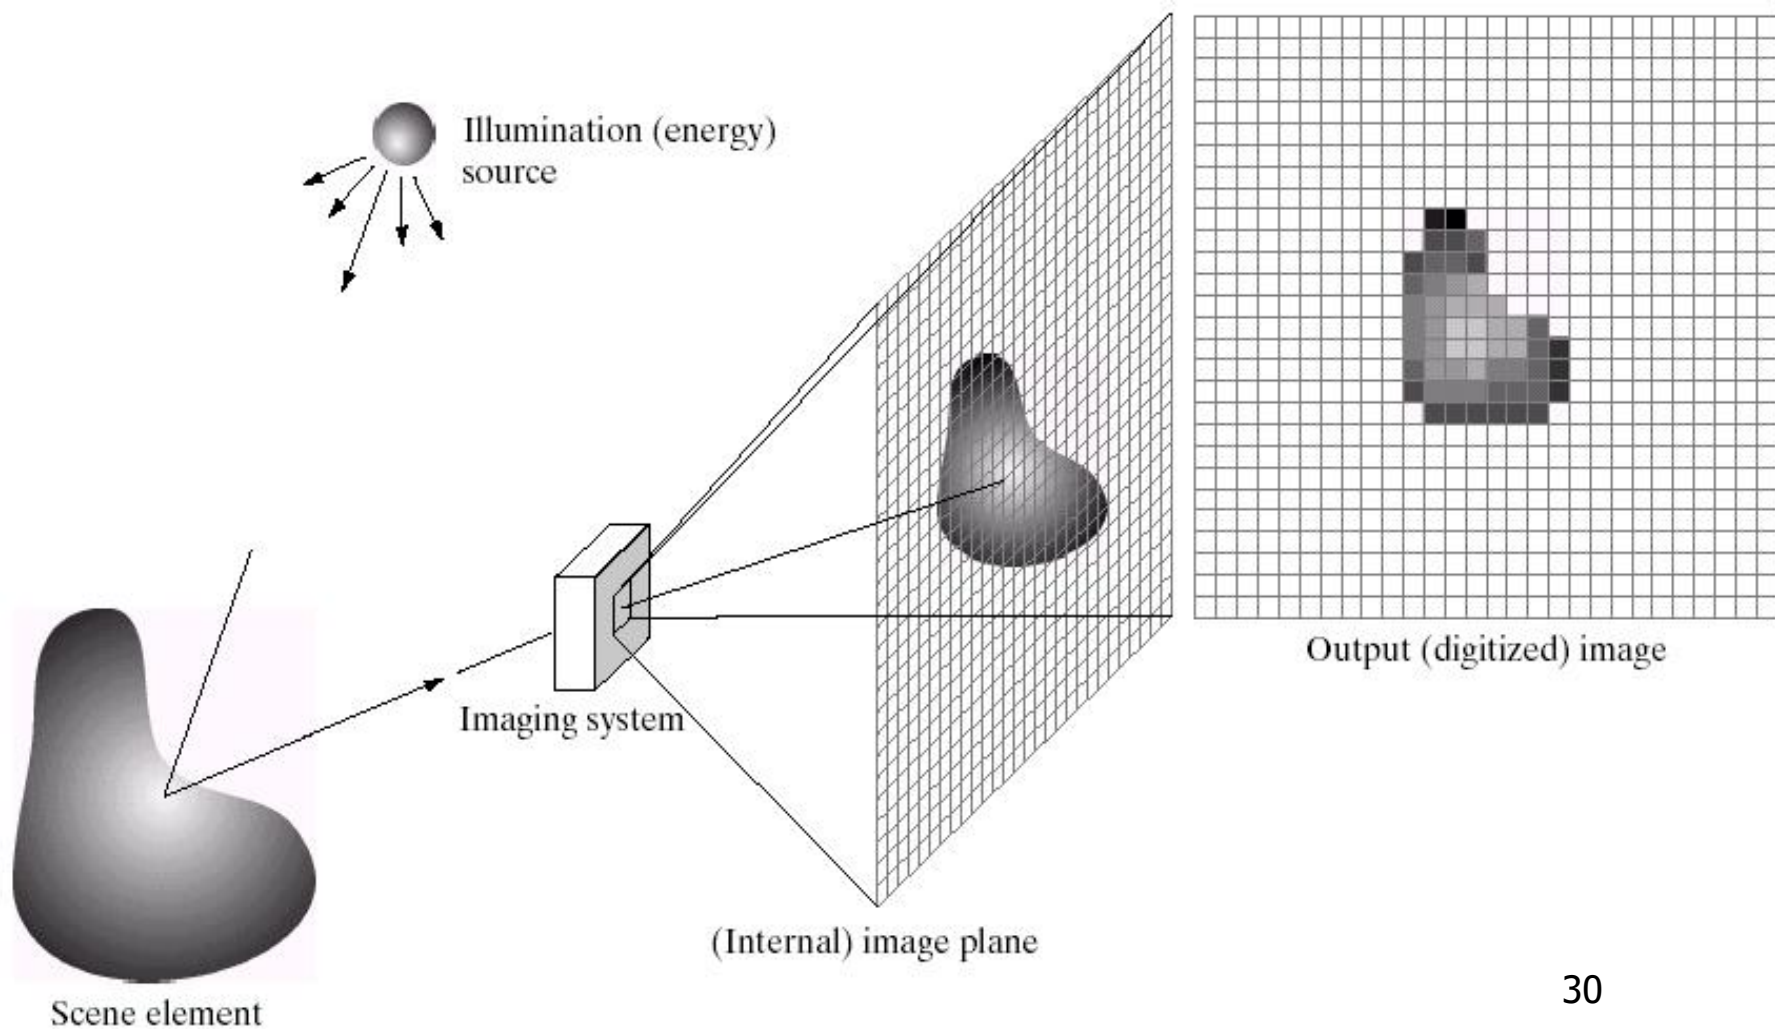 Illumination (energy)
source
Output (digitized) image
Imaging system
(Internal) image plane
Scene element
30